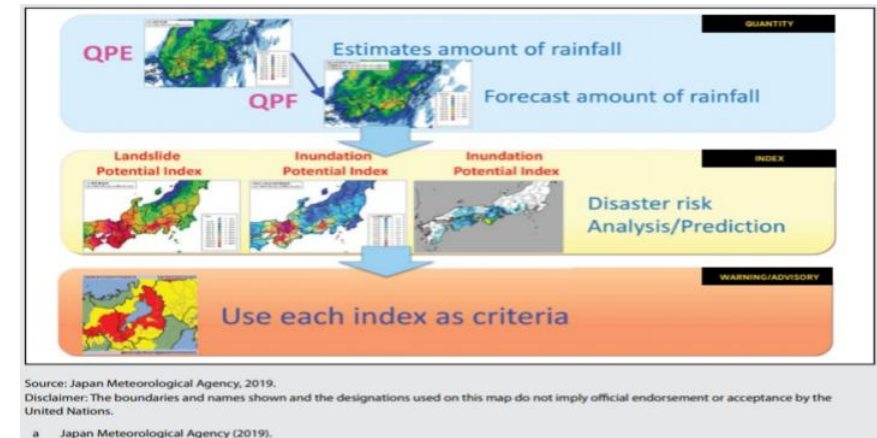 QUANTITY
QPE
Estimates amount of rainfall
QPF
Forecast amount of rainfall
Landslide
Potential Index
Inundation
Potential Index
Inundation
Potential Index
INDEX
Disaster risk
Analysis/Prediction
WARNING/ADVISORY
Use each index as criteria
Source: Japan Meteorological Agency, 2019.
Disclaimer: The boundaries and names shown and the designations used on this map do not imply official endorsement or acceptance by the
United Nations.
a Japan Meteorological Agency (2019).